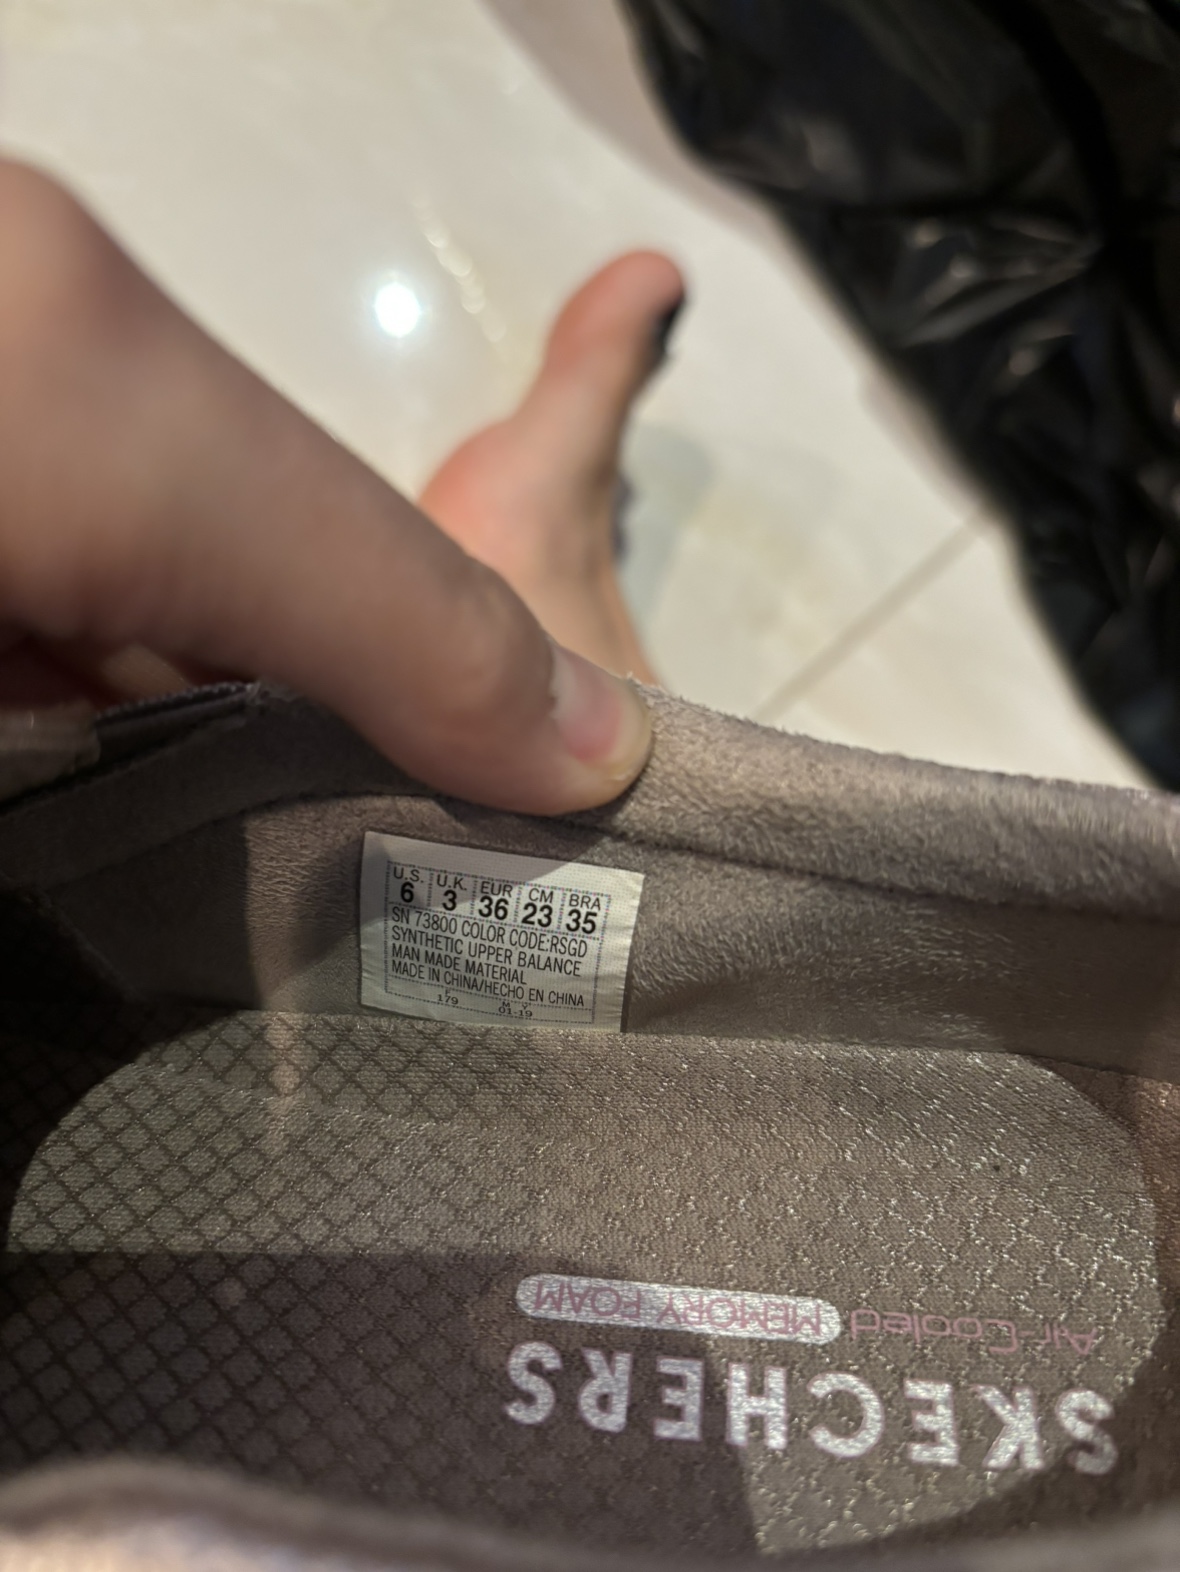 U.S. U.K. EUR CM BRA
6 3 36 23 35
SN 73800 COLOR CODE:RSGD
SYNTHETIC UPPER BALANCE
MAN MADE MATERIAL
MADE IN CHINA/HECHO EN CHINA
F M Y
179 01-19
Air-Cooled MEMORY FOAM
SKECHERS